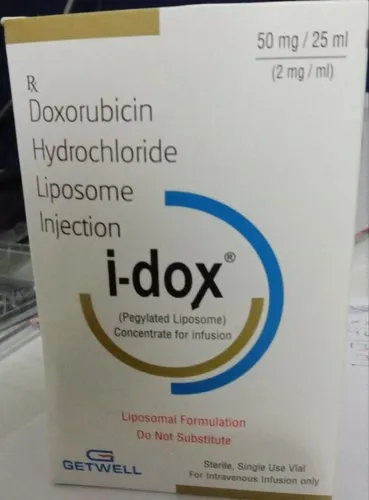 50 mg / 25 ml
(2 mg / ml)
Rx
Doxorubicin
Hydrochloride
Liposome
Injection
i-dox®
(Pegylated Liposome)
Concentrate for infusion
Liposomal Formulation
Do Not Substitute
G
GETWELL
Sterile, Single Use Vial
For Intravenous Infusion only